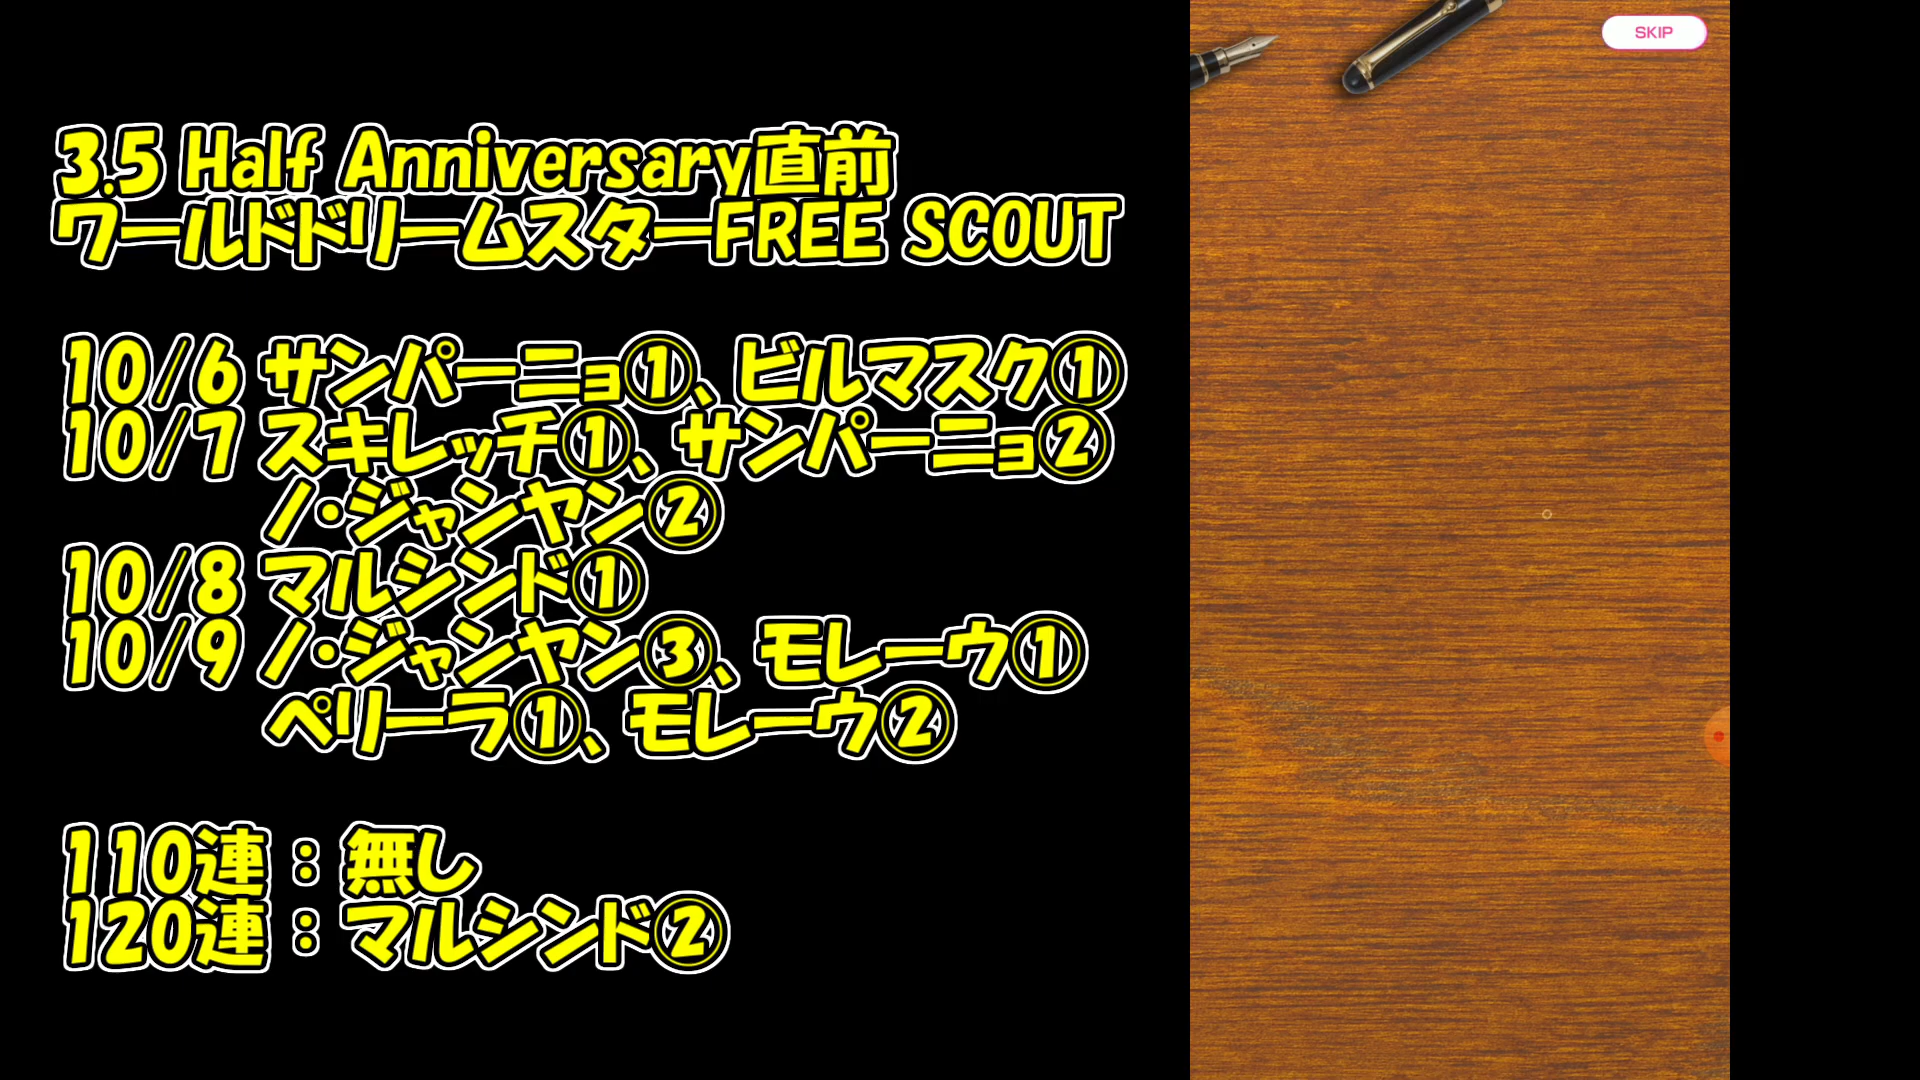 3.5 Half Anniversary直前
ワールドドリームスターFREE SCOUT
10/6 サンパーニョ①、ビルマスク①
10/7 スキレッチ①、サンパーニョ②
ノ・ジャンヤン②
10/8 マルシンド①
10/9 ノ・ジャンヤン③、モレーウ①
ペリーラ①、モレーウ②
110連：無し
120連：マルシンド②
SKIP